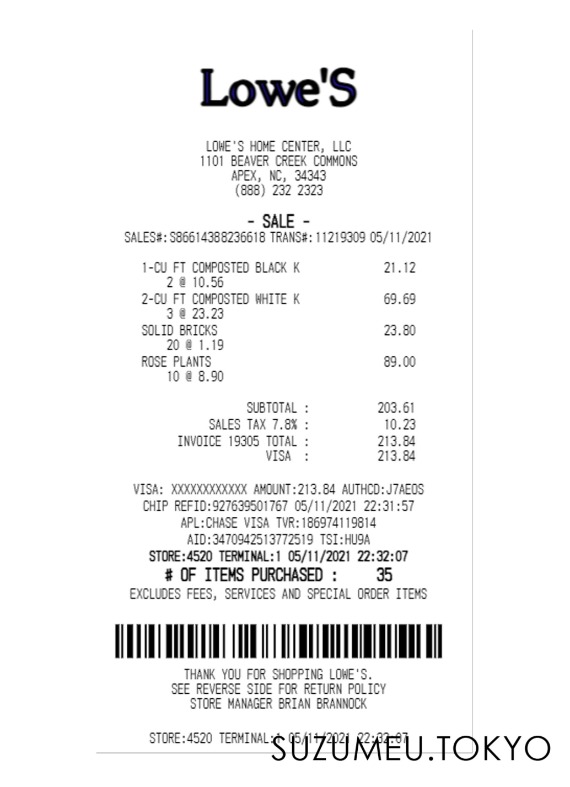 Lowe'S
LOWE'S HOME CENTER, LLC
1101 BEAVER CREEK COMMONS
APEX, NC, 34343
(888) 232 2323
- SALE -
SALES#:S86614388236618 TRANS#:11219309 05/11/2021
1-CU FT COMPOSTED BLACK K 21.12
2 @ 10.56
2-CU FT COMPOSTED WHITE K 69.69
3 @ 23.23
SOLID BRICKS 23.80
20 @ 1.19
ROSE PLANTS 89.00
10 @ 8.90
SUBTOTAL : 203.61
SALES TAX 7.8% : 10.23
INVOICE 19305 TOTAL : 213.84
VISA : 213.84
VISA: XXXXXXXXXXXX AMOUNT:213.84 AUTHCD:J7AEOS
CHIP REFID:927639501767 05/11/2021 22:31:57
APL:CHASE VISA TVR:186974119814
AID:3470942513772519 TSI:HU9A
STORE:4520 TERMINAL:1 05/11/2021 22:32:07
# OF ITEMS PURCHASED : 35
EXCLUDES FEES, SERVICES AND SPECIAL ORDER ITEMS
THANK YOU FOR SHOPPING LOWE'S.
SEE REVERSE SIDE FOR RETURN POLICY
STORE MANAGER BRIAN BRANNOCK
STORE:4520 TERMINAL:1 05/11/2021 22:32:07
SUZUMEU.TOKYO